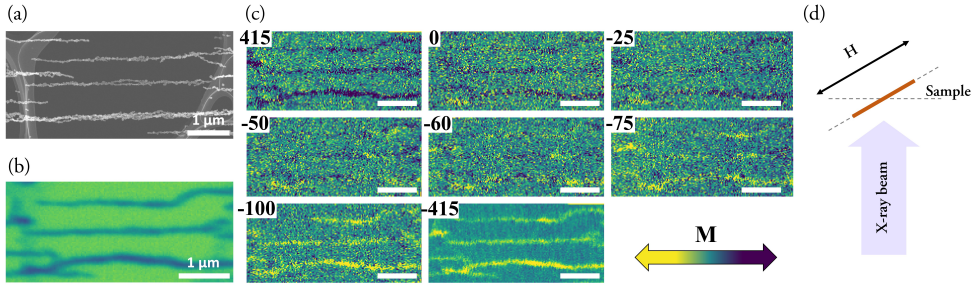 (a)
1 μm
(b)
1 μm
(c)
415
0
-25
-50
-60
-75
-100
-415
M
(d)
H
Sample
X-ray beam